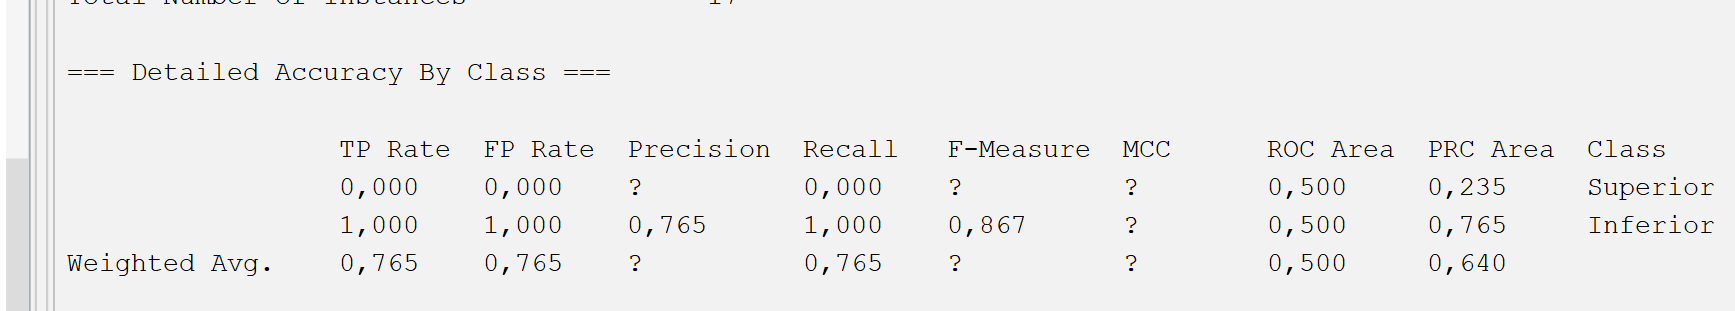 Total Number of Instances 17
=== Detailed Accuracy By Class ===
TP Rate FP Rate Precision Recall F-Measure MCC ROC Area PRC Area Class
0,000 0,000 ? 0,000 ? ? 0,500 0,235 Superior
1,000 1,000 0,765 1,000 0,867 ? 0,500 0,765 Inferior
Weighted Avg. 0,765 0,765 ? 0,765 ? ? 0,500 0,640